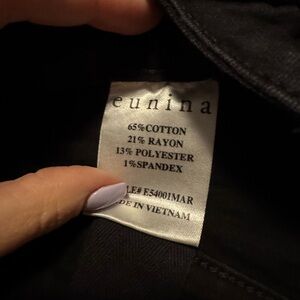 eunina
65% COTTON
21% RAYON
13% POLYESTER
1% SPANDEX
LE# E54001MAR
DE IN VIETNAM